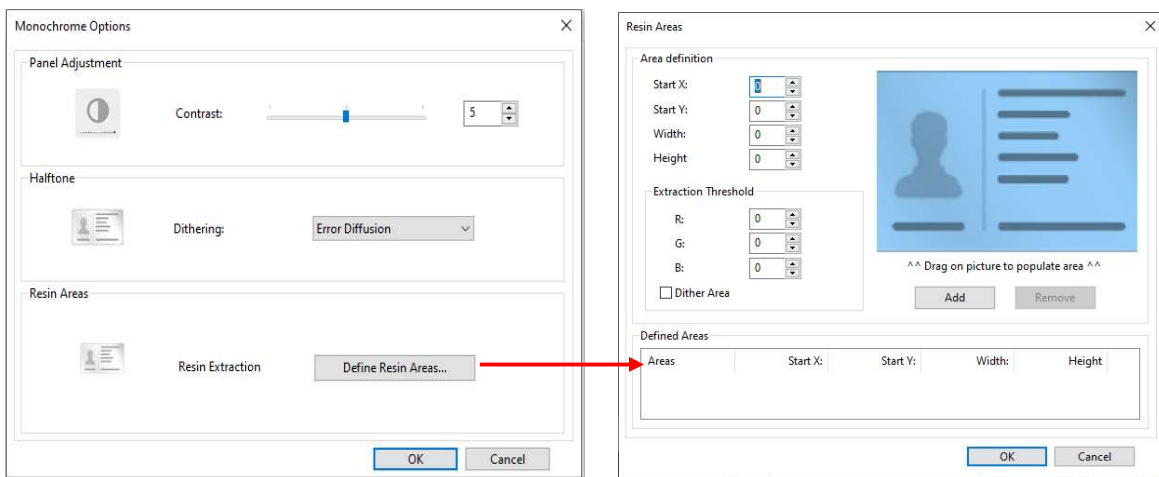 Monochrome Options
Panel Adjustment
Contrast:
5
Halftone
Dithering:
Error Diffusion
Resin Areas
Resin Extraction
Define Resin Areas...
OK
Cancel
Resin Areas
Area definition
Start X:
0
Start Y:
0
Width:
0
Height
0
Extraction Threshold
R:
0
G:
0
B:
0
Dither Area
^^ Drag on picture to populate area ^^
Add
Remove
Defined Areas
Areas Start X: Start Y: Width: Height
OK
Cancel